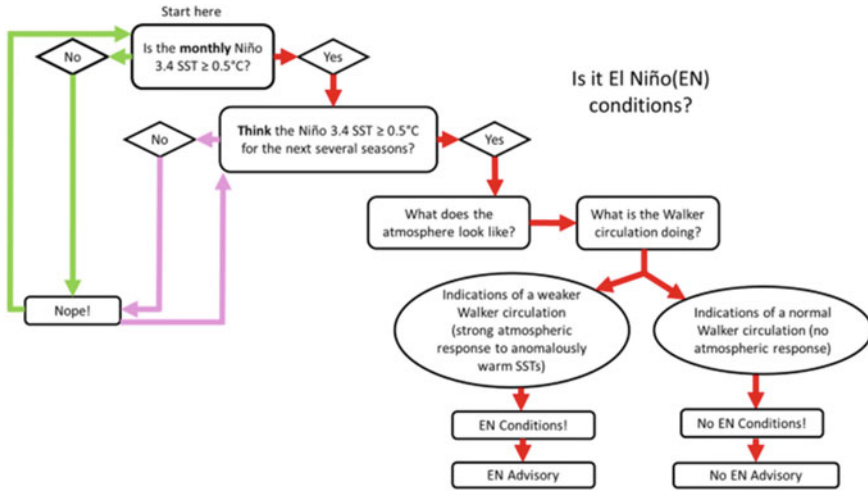 Start here
Is the monthly Niño
3.4 SST ≥ 0.5°C?
No
Yes
Is it El Niño(EN)
conditions?
Think the Niño 3.4 SST ≥ 0.5°C
for the next several seasons?
No
Yes
What does the
atmosphere look like?
What is the Walker
circulation doing?
Nope!
Indications of a weaker
Walker circulation
(strong atmospheric
response to anomalously
warm SSTs)
Indications of a normal
Walker circulation (no
atmospheric response)
EN Conditions!
No EN Conditions!
EN Advisory
No EN Advisory